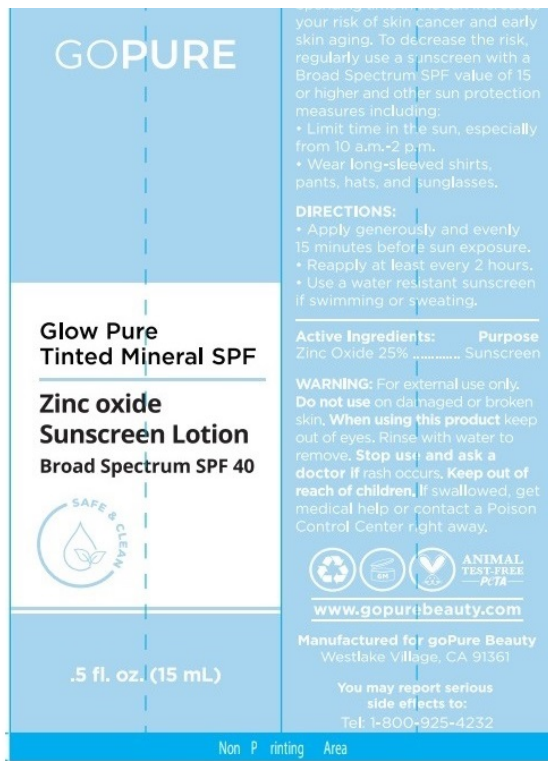 GOPURE
Glow Pure
Tinted Mineral SPF
Zinc oxide
Sunscreen Lotion
Broad Spectrum SPF 40
SAFE & CLEAN
.5 fl. oz. (15 mL)
spending time in the sun increases
your risk of skin cancer and early
skin aging. To decrease the risk,
regularly use a sunscreen with a
Broad Spectrum SPF value of 15
or higher and other sun protection
measures including:
• Limit time in the sun, especially
from 10 a.m.-2 p.m.
• Wear long-sleeved shirts,
pants, hats, and sunglasses.
DIRECTIONS:
• Apply generously and evenly
15 minutes before sun exposure.
• Reapply at least every 2 hours.
• Use a water resistant sunscreen
if swimming or sweating.
Active Ingredients: Purpose
Zinc Oxide 25% ............ Sunscreen
WARNING: For external use only.
Do not use on damaged or broken
skin. When using this product keep
out of eyes. Rinse with water to
remove. Stop use and ask a
doctor if rash occurs. Keep out of
reach of children. If swallowed, get
medical help or contact a Poison
Control Center right away.
6M
V
ANIMAL
TEST-FREE
PETA
www.gopurebeauty.com
Manufactured for goPure Beauty
Westlake Village, CA 91361
You may report serious
side effects to:
Tel: 1-800-925-4232
Non P rinting Area